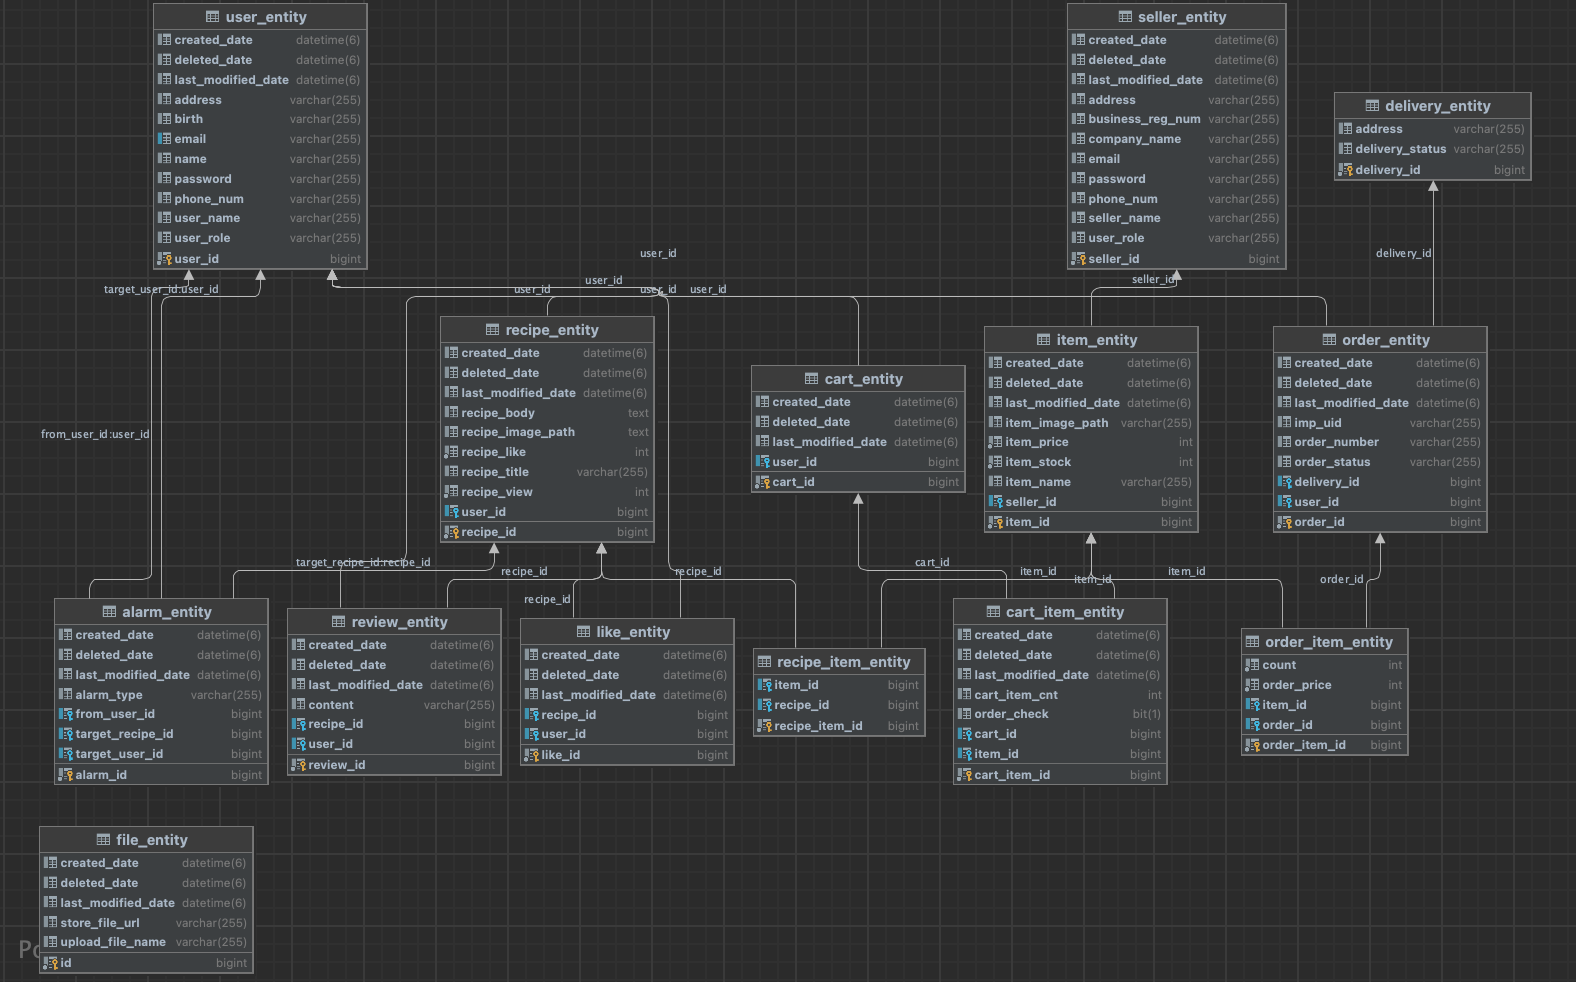 user_entity
created_date datetime(6)
deleted_date datetime(6)
last_modified_date datetime(6)
address varchar(255)
birth varchar(255)
email varchar(255)
name varchar(255)
password varchar(255)
phone_num varchar(255)
user_name varchar(255)
user_role varchar(255)
user_id bigint
seller_entity
created_date datetime(6)
deleted_date datetime(6)
last_modified_date datetime(6)
address varchar(255)
business_reg_num varchar(255)
company_name varchar(255)
email varchar(255)
password varchar(255)
phone_num varchar(255)
seller_name varchar(255)
user_role varchar(255)
seller_id bigint
delivery_entity
address varchar(255)
delivery_status varchar(255)
delivery_id bigint
user_id
delivery_id
user_id
seller_id
target_user_id:user_id
user_id
user_id
user_id
recipe_entity
created_date datetime(6)
deleted_date datetime(6)
last_modified_date datetime(6)
recipe_body text
recipe_image_path text
recipe_like int
recipe_title varchar(255)
recipe_view int
user_id bigint
recipe_id bigint
cart_entity
created_date datetime(6)
deleted_date datetime(6)
last_modified_date datetime(6)
user_id bigint
cart_id bigint
item_entity
created_date datetime(6)
deleted_date datetime(6)
last_modified_date datetime(6)
item_image_path varchar(255)
item_price int
item_stock int
item_name varchar(255)
seller_id bigint
item_id bigint
order_entity
created_date datetime(6)
deleted_date datetime(6)
last_modified_date datetime(6)
imp_uid varchar(255)
order_number varchar(255)
order_status varchar(255)
delivery_id bigint
user_id bigint
order_id bigint
from_user_id:user_id
target_recipe_id:recipe_id
recipe_id
recipe_id
cart_id
item_id
item_id
item_id
order_id
recipe_id
alarm_entity
created_date datetime(6)
deleted_date datetime(6)
last_modified_date datetime(6)
alarm_type varchar(255)
from_user_id bigint
target_recipe_id bigint
target_user_id bigint
alarm_id bigint
review_entity
created_date datetime(6)
deleted_date datetime(6)
last_modified_date datetime(6)
content varchar(255)
recipe_id bigint
user_id bigint
review_id bigint
like_entity
created_date datetime(6)
deleted_date datetime(6)
last_modified_date datetime(6)
recipe_id bigint
user_id bigint
like_id bigint
recipe_item_entity
item_id bigint
recipe_id bigint
recipe_item_id bigint
cart_item_entity
created_date datetime(6)
deleted_date datetime(6)
last_modified_date datetime(6)
cart_item_cnt int
order_check bit(1)
cart_id bigint
item_id bigint
cart_item_id bigint
order_item_entity
count int
order_price int
item_id bigint
order_id bigint
order_item_id bigint
file_entity
created_date datetime(6)
deleted_date datetime(6)
last_modified_date datetime(6)
store_file_url varchar(255)
upload_file_name varchar(255)
id bigint